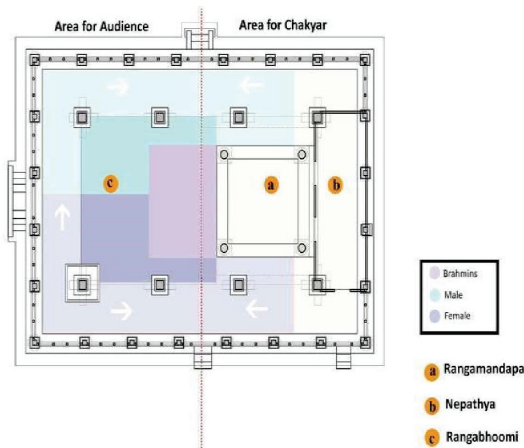 Area for Audience
Area for Chakyar
a
b
c
Brahmins
Male
Female
a Rangamandapa
b Nepathya
c Rangabhoomi